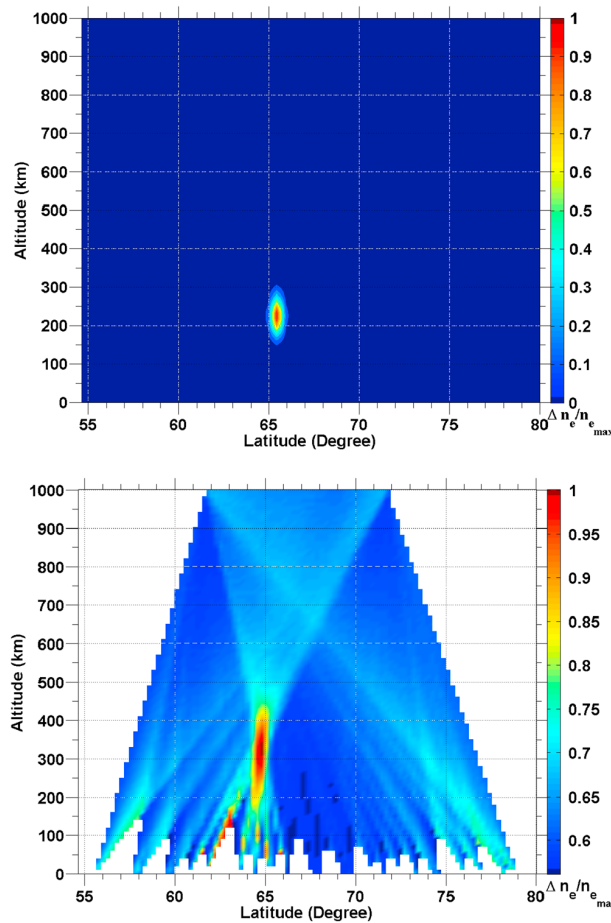 1000 1
900 0.9
800 0.8
700 0.7
600 0.6
Altitude (km)
500 0.5
400 0.4
300 0.3
200 0.2
100 0.1
0 0
55 60 65 70 75 80
Latitude (Degree)
Δ ne/nemax
1000 1
900 0.95
800 0.9
700 0.85
600
Altitude (km)
500 0.8
400 0.75
300 0.7
200 0.65
100 0.6
0
55 60 65 70 75 80
Latitude (Degree)
Δ ne/nema